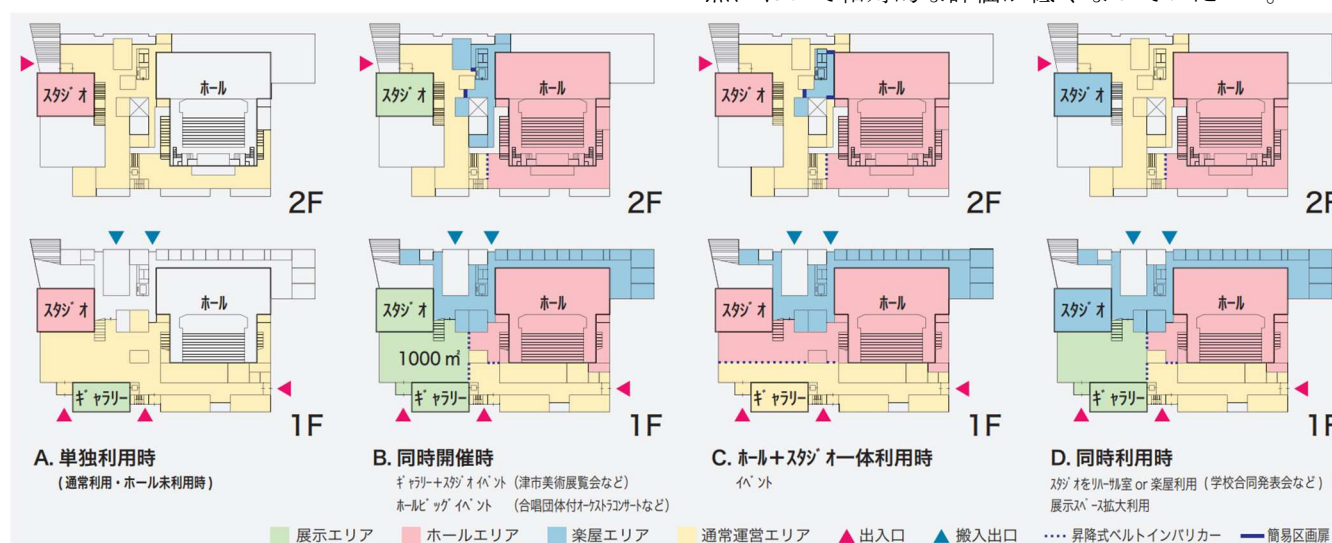 スタジオ
ホール
2F
スタジオ
ホール
2F
スタジオ
ホール
2F
スタジオ
ホール
スタジオ
ホール
ギャラリー
1F
スタジオ
ホール
1000㎡
ギャラリー
1F
スタジオ
ホール
ギャラリー
1F
スタジオ
ホール
ギャラリー
A. 単独利用時
(通常利用・ホール未利用時)
B. 同時開催時
ギャラリー+スタジオイベント (津市美術展覧会など)
ホールビッグイベント (合唱団体付オーケストラコンサートなど)
C. ホール+スタジオ一体利用時
イベント
D. 同時利用時
スタジオをリハーサル室 or 楽屋利用 (学校合同発表会など)
展示スペース拡大利用
展示エリア ホールエリア 楽屋エリア 通常運営エリア 出入口 搬入出口 昇降式ベルトインバリカー 簡易区画扉